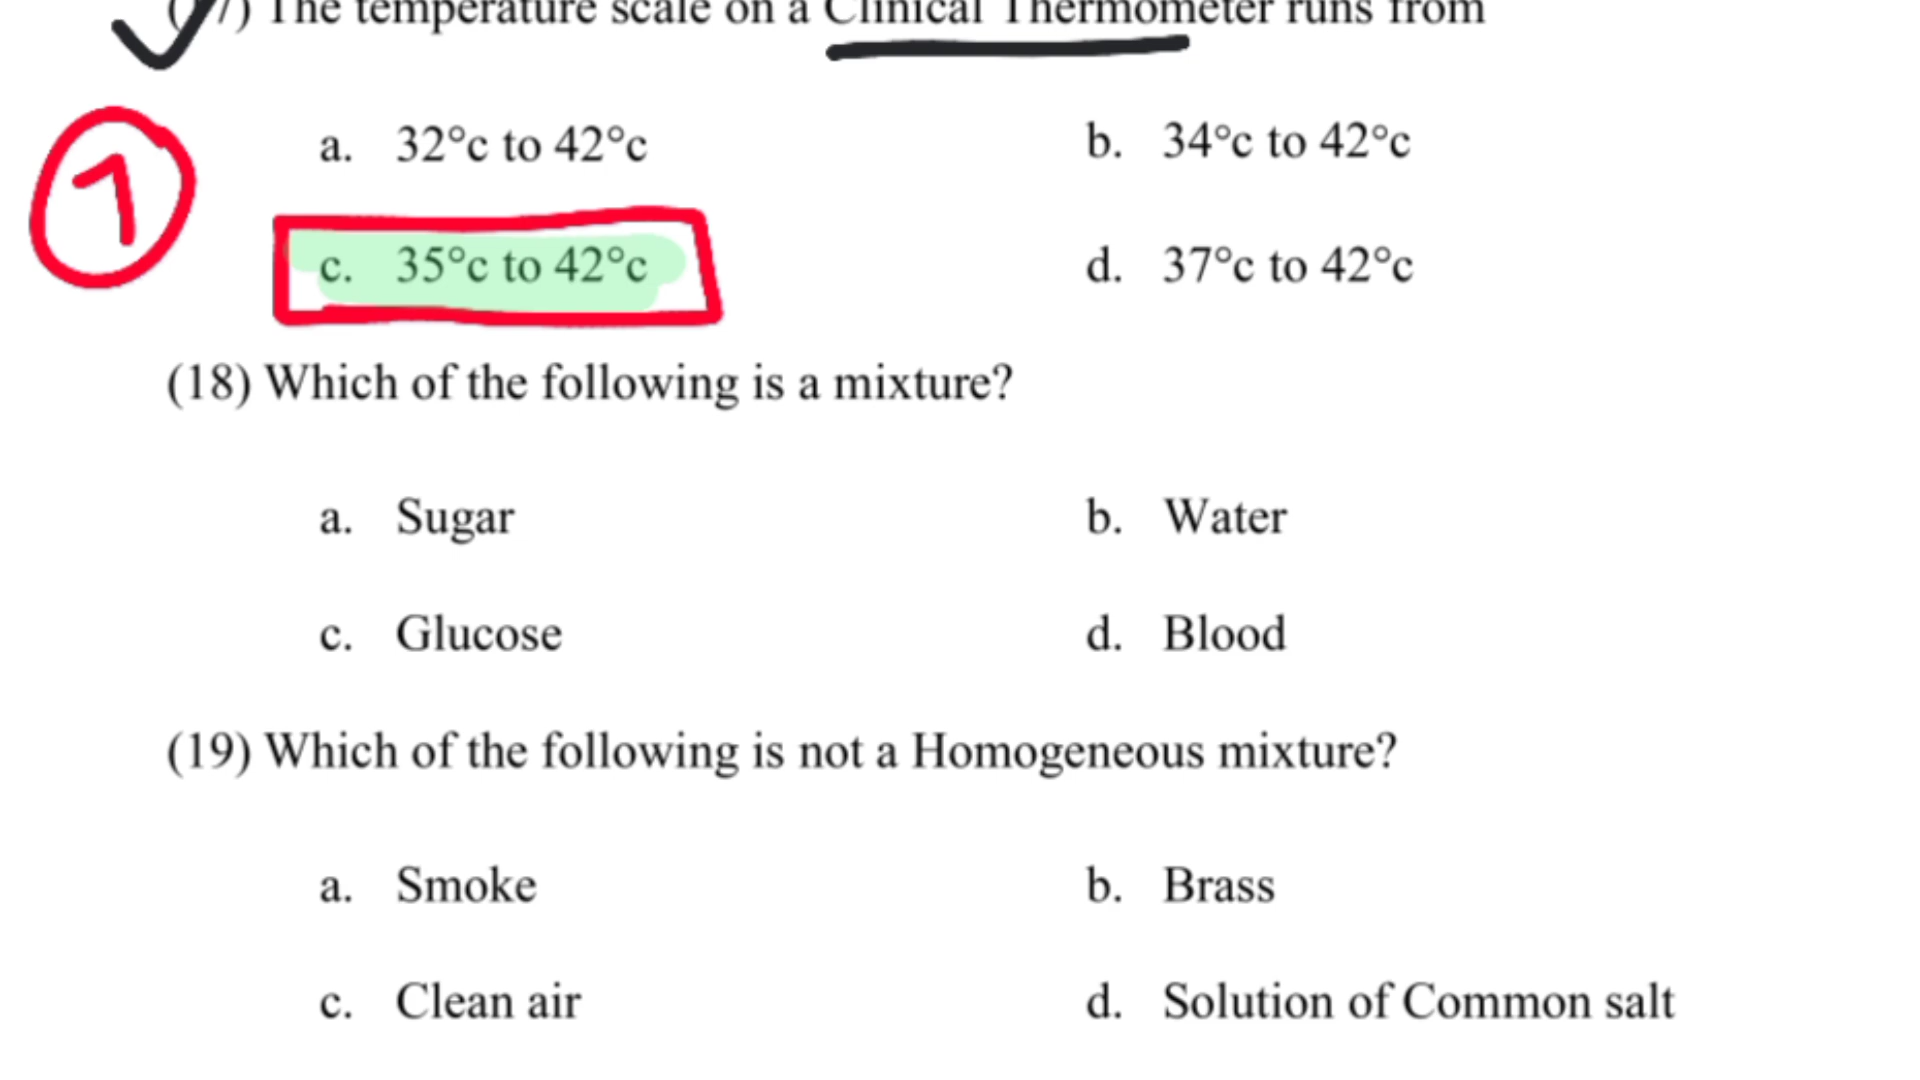 7) The temperature scale on a Clinical Thermometer runs from
1
a. 32°c to 42°c b. 34°c to 42°c
c. 35°c to 42°c d. 37°c to 42°c
(18) Which of the following is a mixture?
a. Sugar b. Water
c. Glucose d. Blood
(19) Which of the following is not a Homogeneous mixture?
a. Smoke b. Brass
c. Clean air d. Solution of Common salt